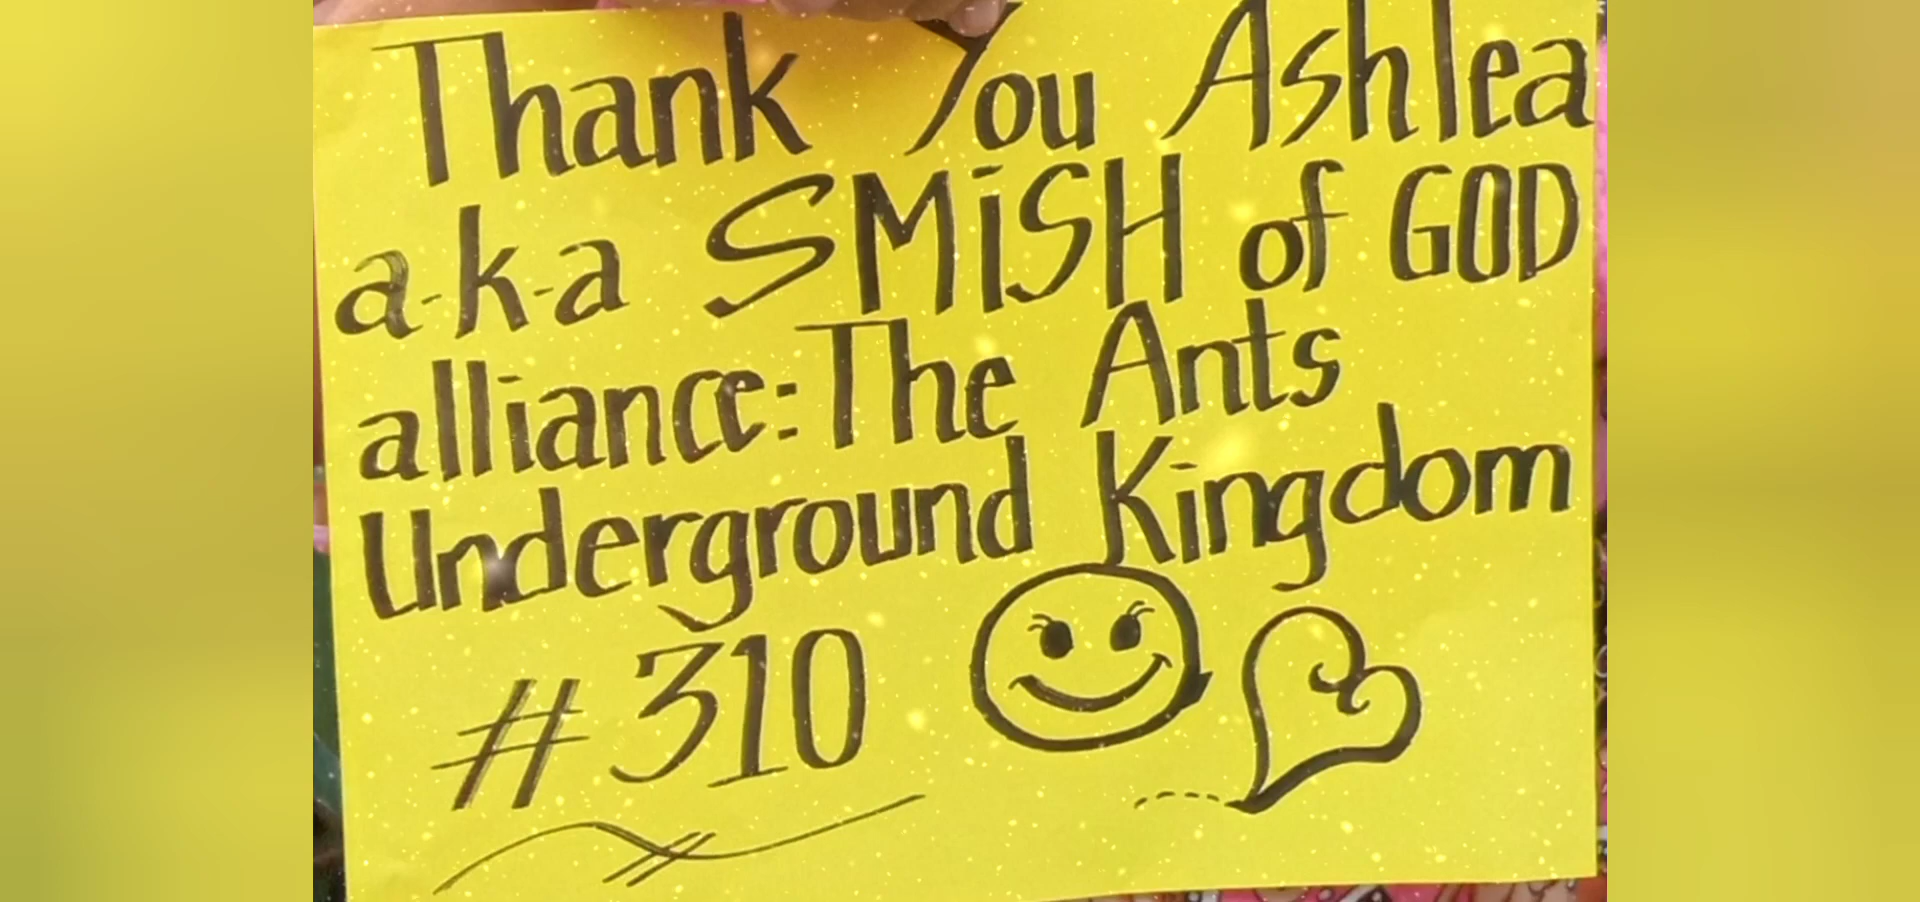 Thank You Ashlea
a-k-a SMiSH of GOD
alliance: The Ants
Underground Kingdom
# 310